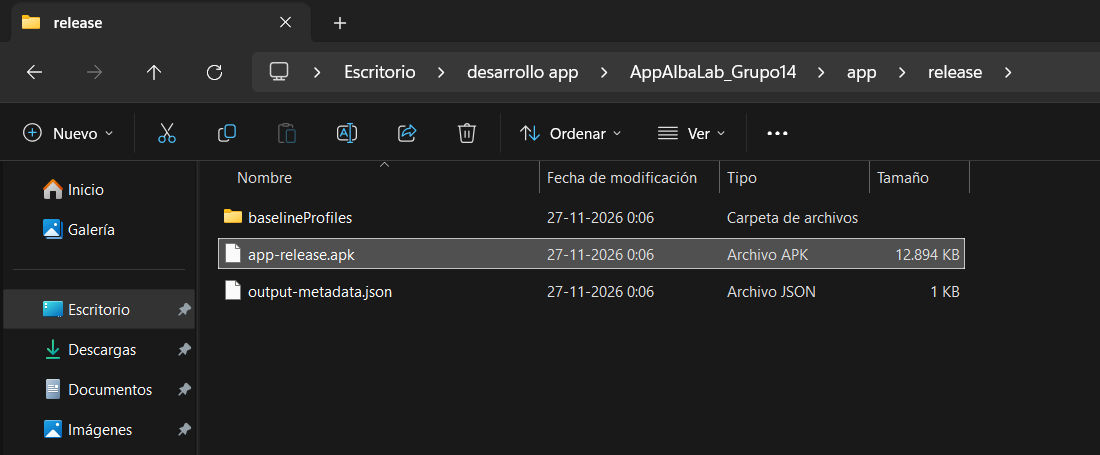 release
Escritorio desarrollo app AppAlbaLab_Grupo14 app release
Nuevo Ordenar Ver
Nombre Fecha de modificación Tipo Tamaño
Inicio
Galería
Escritorio
Descargas
Documentos
Imágenes
baselineProfiles 27-11-2026 0:06 Carpeta de archivos
app-release.apk 27-11-2026 0:06 Archivo APK 12.894 KB
output-metadata.json 27-11-2026 0:06 Archivo JSON 1 KB